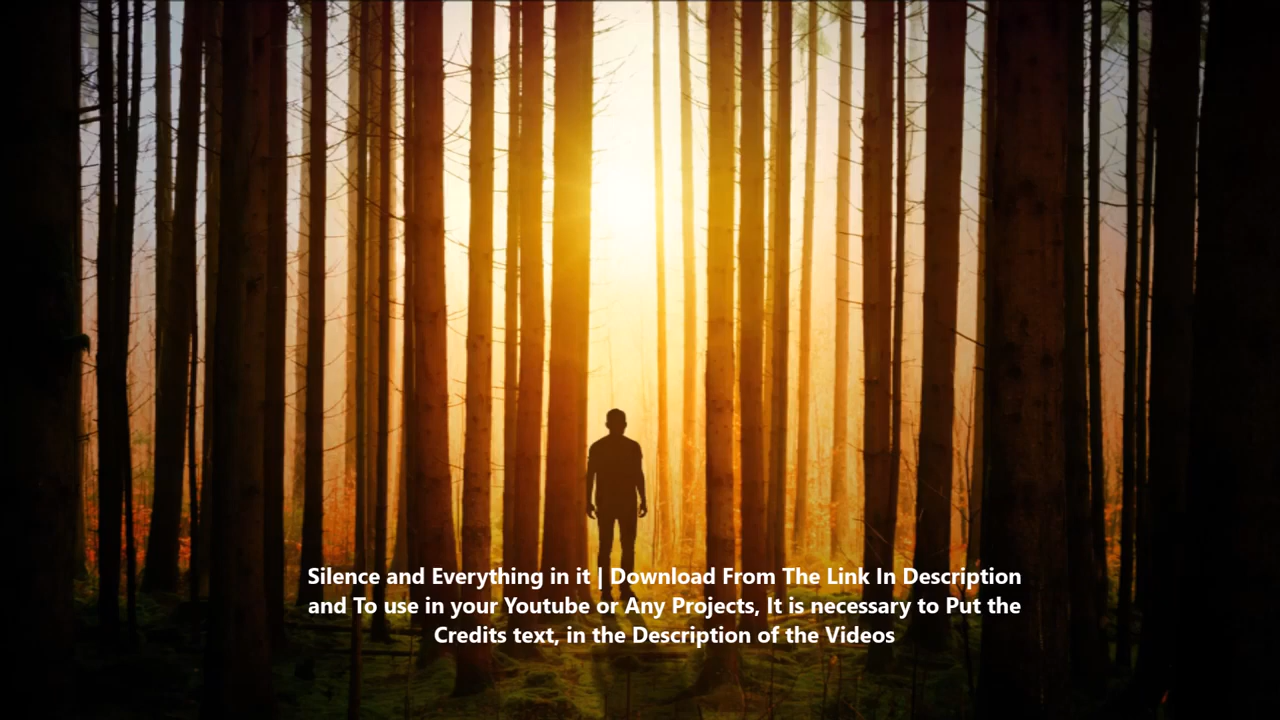 Silence and Everything in it | Download From The Link In Description
and To use in your Youtube or Any Projects, It is necessary to Put the
Credits text, in the Description of the Videos